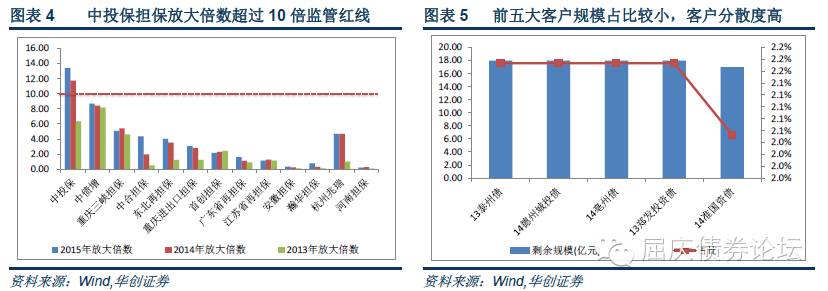 图表 4 中投保担保放大倍数超过 10 倍监管红线
16.00
14.00
12.00
10.00
8.00
6.00
4.00
2.00
0.00
中投保
中债增
重庆三峡担保
中合担保
东北再担保
重庆进出口担保
首创担保
广东省再担保
江苏省再担保
安徽担保
瀚华担保
杭州兆瑞
河南担保
2015年放大倍数
2014年放大倍数
2013年放大倍数
资料来源：Wind,华创证券
图表 5 前五大客户规模占比较小，客户分散度高
20.00
18.00
16.00
14.00
12.00
10.00
8.00
6.00
4.00
2.00
0.00
2.2%
2.2%
2.1%
2.1%
2.1%
2.1%
2.1%
2.0%
2.0%
13泰州债
14德州城投债
14亳州债
13郑发投资债
14淮国贷债
剩余规模(亿元)
占比
屈庆债券论坛
资料来源：Wind,华创证券